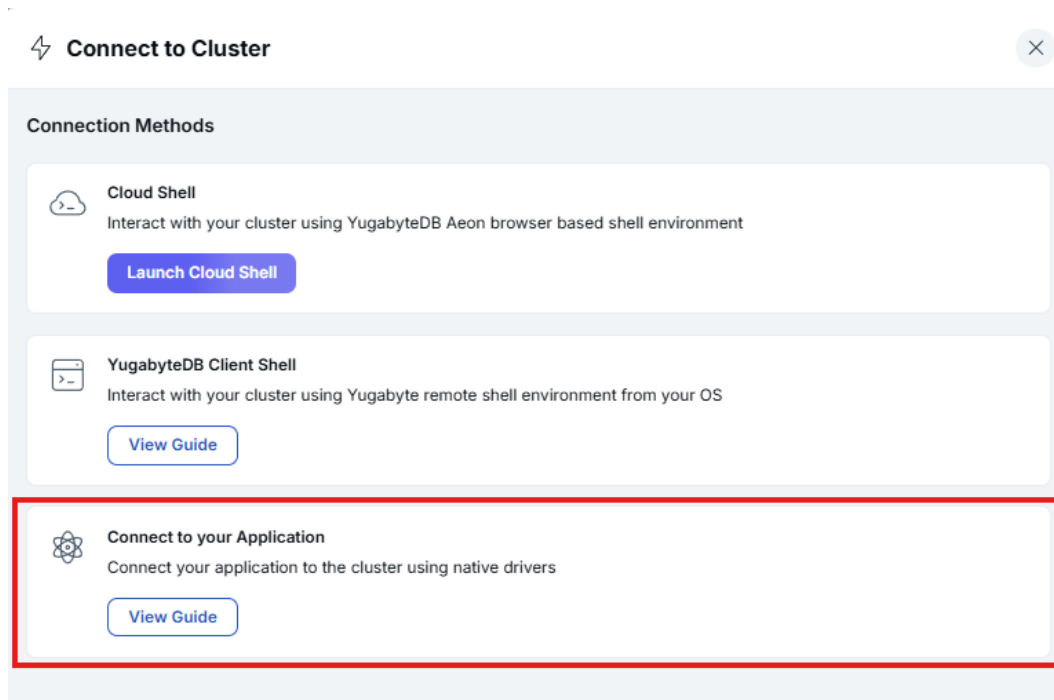 Connect to Cluster
Connection Methods
Cloud Shell
Interact with your cluster using YugabyteDB Aeon browser based shell environment
Launch Cloud Shell
YugabyteDB Client Shell
Interact with your cluster using Yugabyte remote shell environment from your OS
View Guide
Connect to your Application
Connect your application to the cluster using native drivers
View Guide